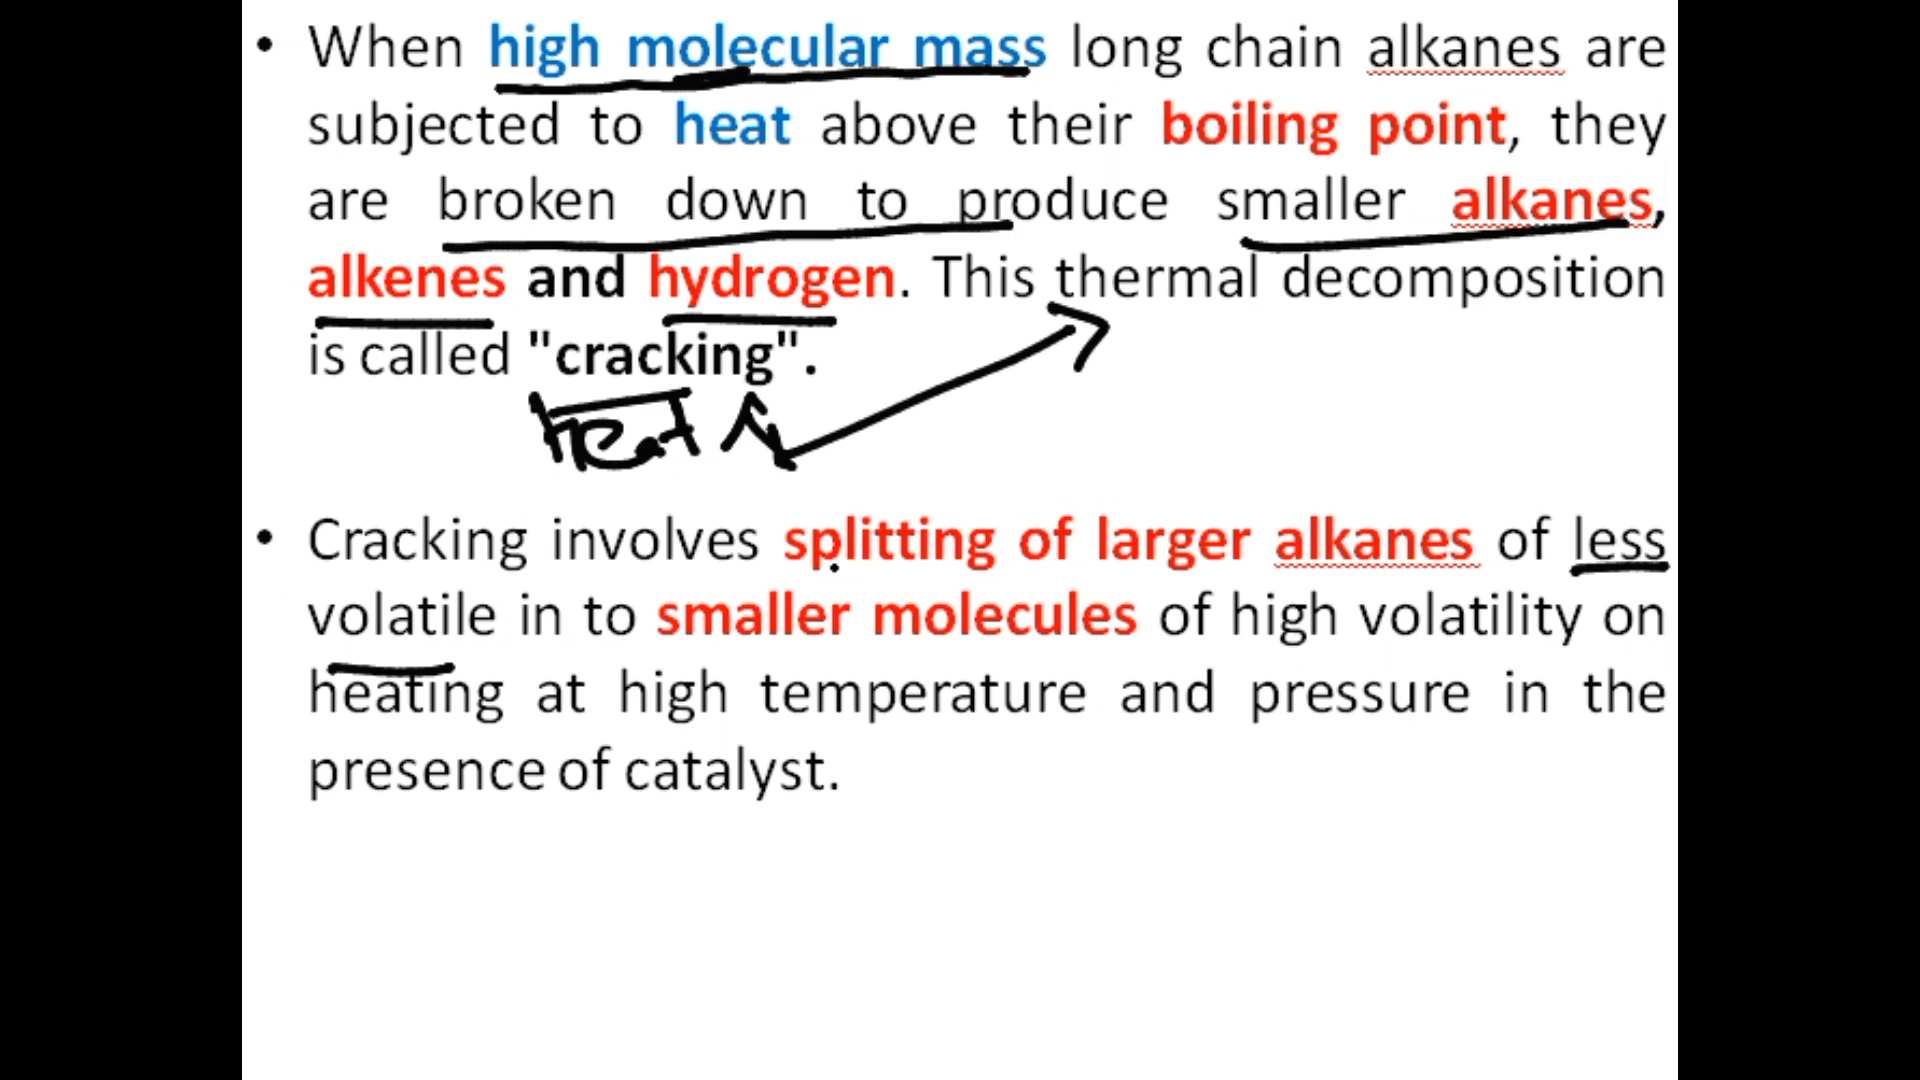 • When high molecular mass long chain alkanes are
subjected to heat above their boiling point, they
are broken down to produce smaller alkanes,
alkenes and hydrogen. This thermal decomposition
is called "cracking".
heat
• Cracking involves splitting of larger alkanes of less
volatile in to smaller molecules of high volatility on
heating at high temperature and pressure in the
presence of catalyst.